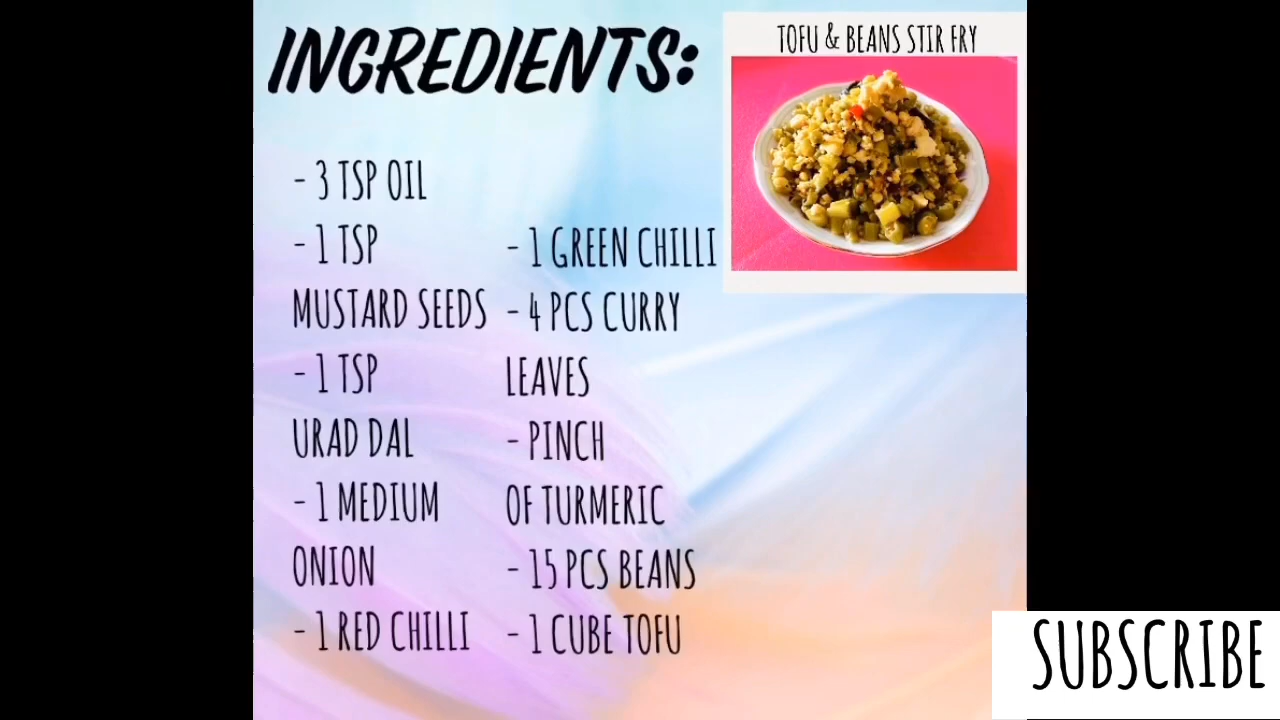 INGREDIENTS:
TOFU & BEANS STIR FRY
- 3 TSP OIL
- 1 TSP
MUSTARD SEEDS
- 1 TSP
URAD DAL
- 1 MEDIUM
ONION
- 1 RED CHILLI
- 1 GREEN CHILLI
- 4 PCS CURRY
LEAVES
- PINCH
OF TURMERIC
- 15 PCS BEANS
- 1 CUBE TOFU
SUBSCRIBE